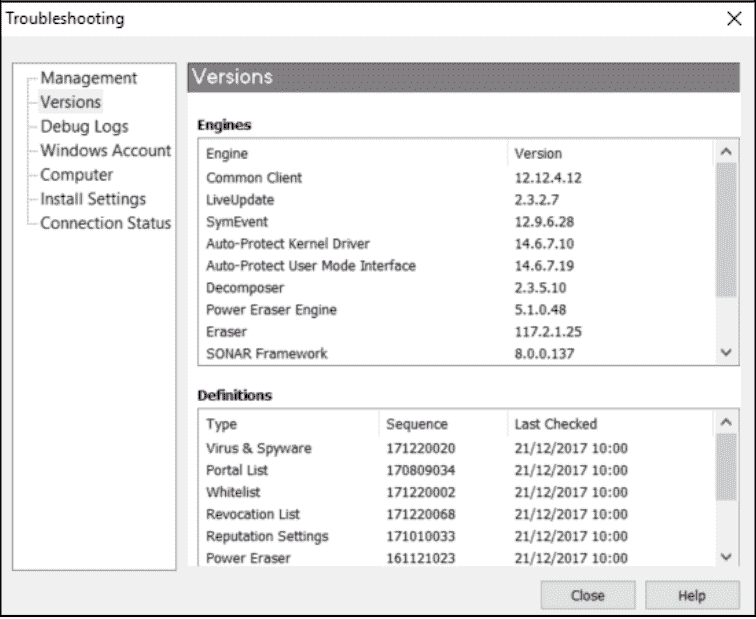 Troubleshooting
Management
Versions
Debug Logs
Windows Account
Computer
Install Settings
Connection Status
Versions
Engines
Engine Version
Common Client 12.12.4.12
LiveUpdate 2.3.2.7
SymEvent 12.9.6.28
Auto-Protect Kernel Driver 14.6.7.10
Auto-Protect User Mode Interface 14.6.7.19
Decomposer 2.3.5.10
Power Eraser Engine 5.1.0.48
Eraser 117.2.1.25
SONAR Framework 8.0.0.137
Definitions
Type Sequence Last Checked
Virus & Spyware 171220020 21/12/2017 10:00
Portal List 170809034 21/12/2017 10:00
Whitelist 171220002 21/12/2017 10:00
Revocation List 171220068 21/12/2017 10:00
Reputation Settings 171010033 21/12/2017 10:00
Power Eraser 161121023 21/12/2017 10:00
Close Help